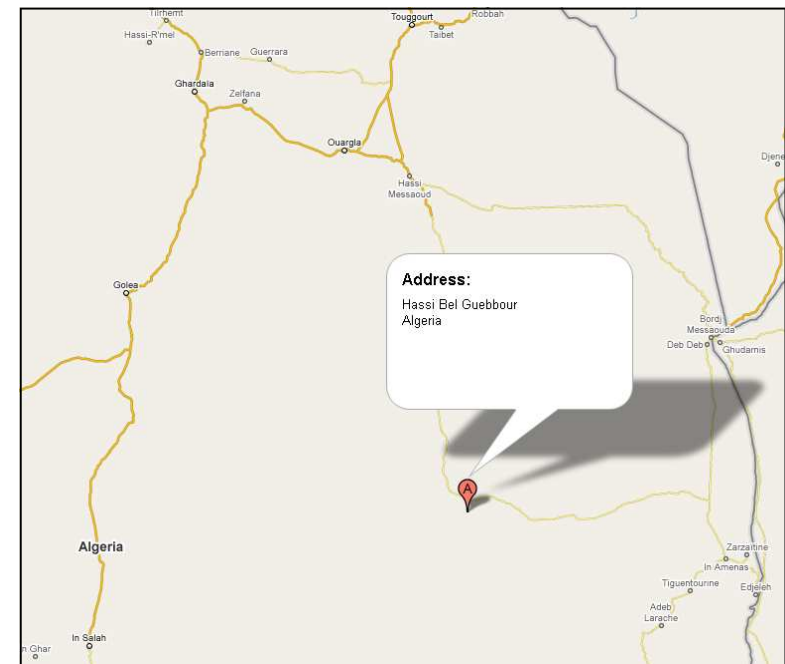 Tilrhemt
Touggourt
Robbah
Hassi-R'mel
Taibet
Berriane
Guerrara
Ghardaia
Zelfana
Ouargla
Djene
Hassi
Messaoud
Address:
Hassi Bel Guebbour
Algeria
Golea
Bordj
Messaouda
Deb Deb
Ghudamis
A
Algeria
Zarzaïtine
In Amenas
Tiguentourine
Edjeleh
Adeb
Larache
In Salah
n Ghar